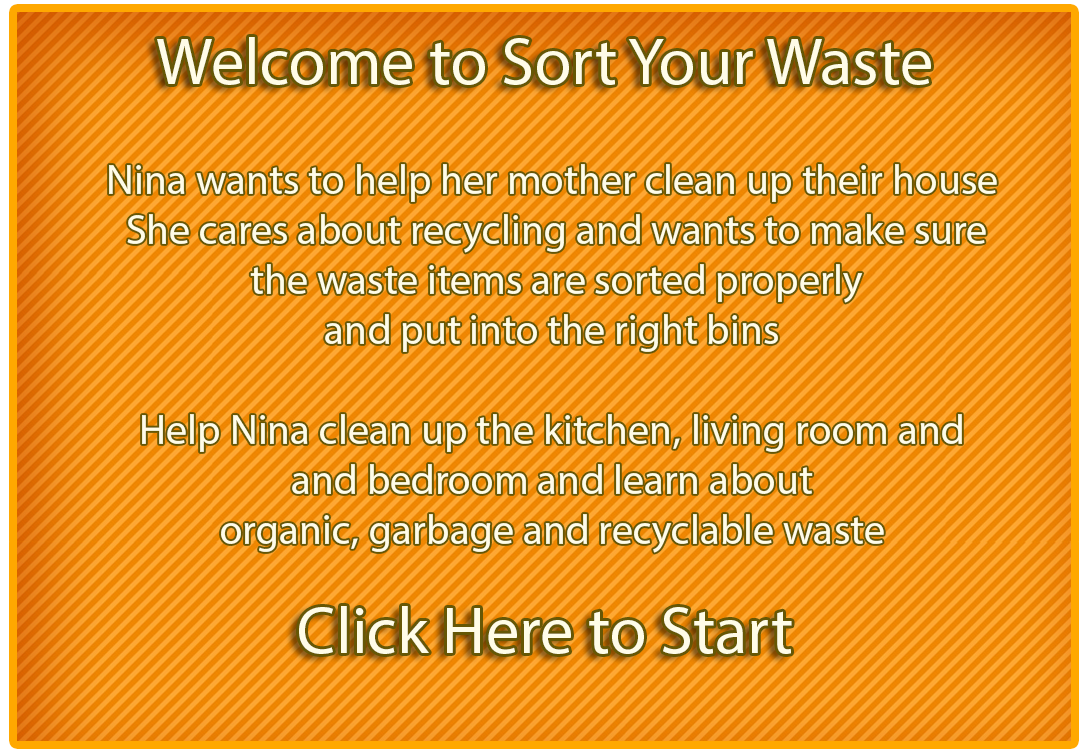 Welcome to Sort Your Waste
Nina wants to help her mother clean up their house
She cares about recycling and wants to make sure
the waste items are sorted properly
and put into the right bins
Help Nina clean up the kitchen, living room and
and bedroom and learn about
organic, garbage and recyclable waste
Click Here to Start